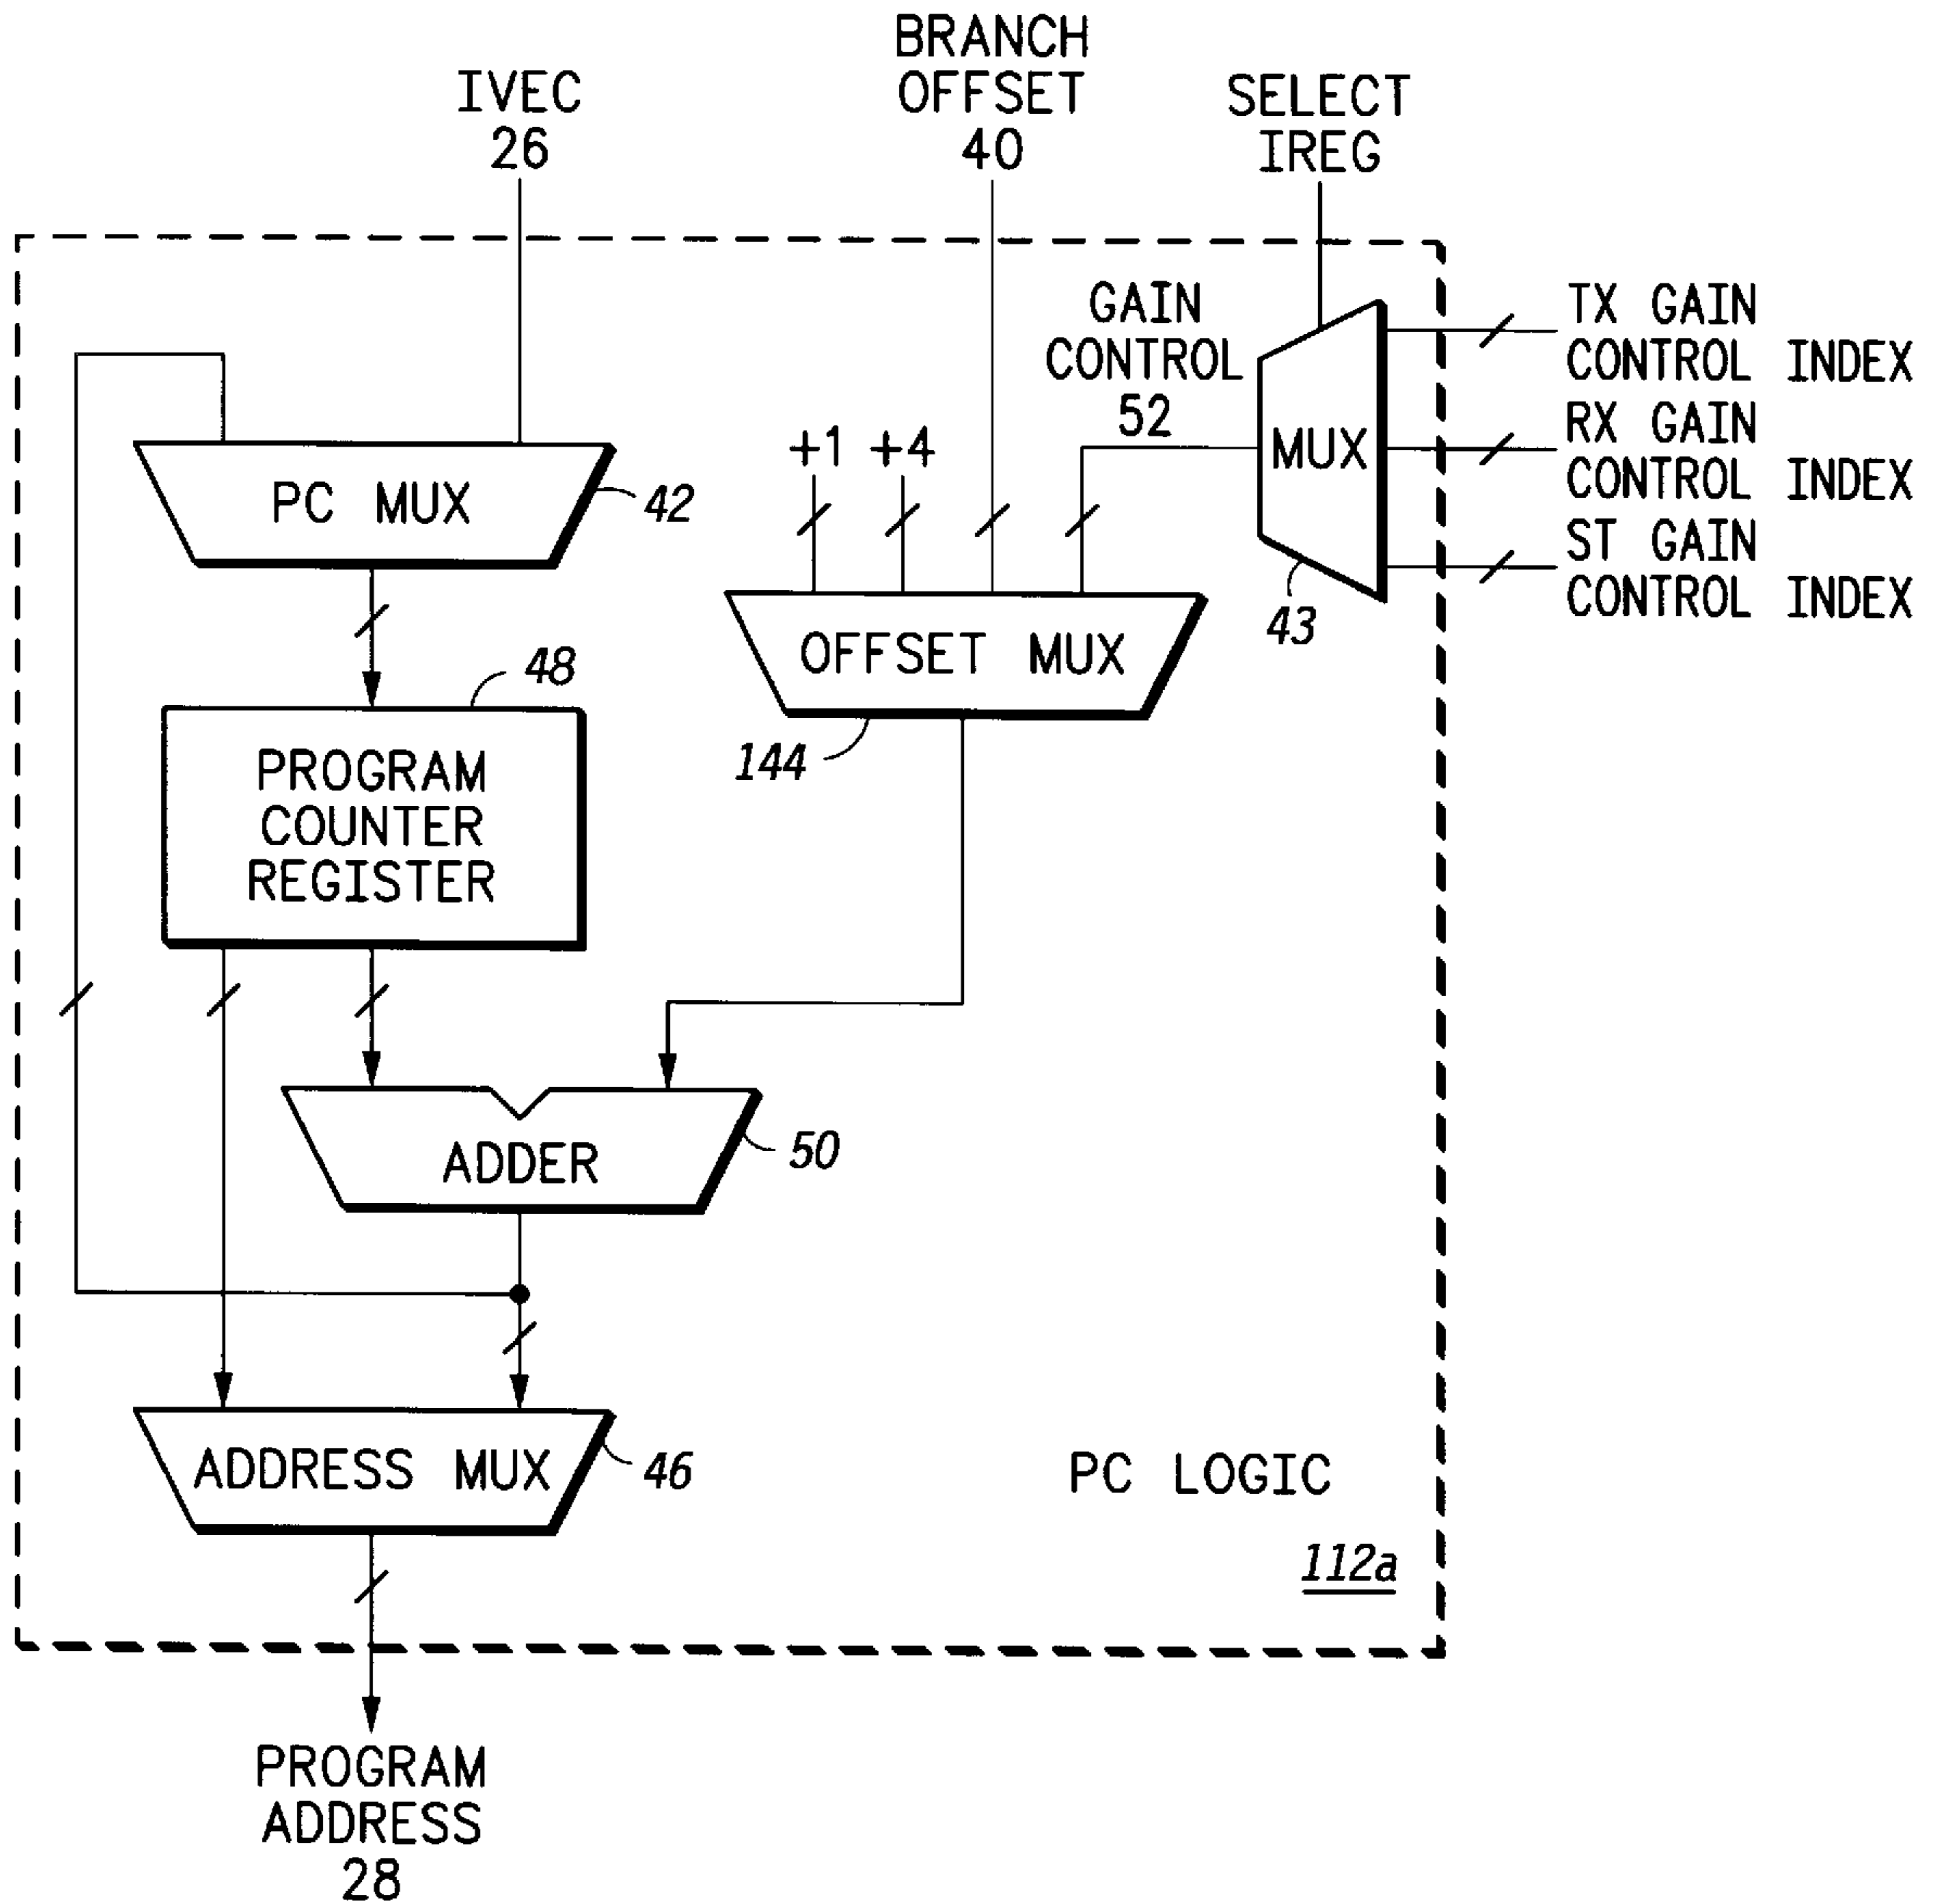 BRANCH
OFFSET
40
IVEC
26
SELECT
IREG
GAIN
CONTROL
52
TX GAIN
CONTROL INDEX
RX GAIN
CONTROL INDEX
ST GAIN
CONTROL INDEX
MUX
43
+1 +4
PC MUX
42
OFFSET MUX
144
48
PROGRAM
COUNTER
REGISTER
ADDER
50
ADDRESS MUX
46
PC LOGIC
112a
PROGRAM
ADDRESS
28